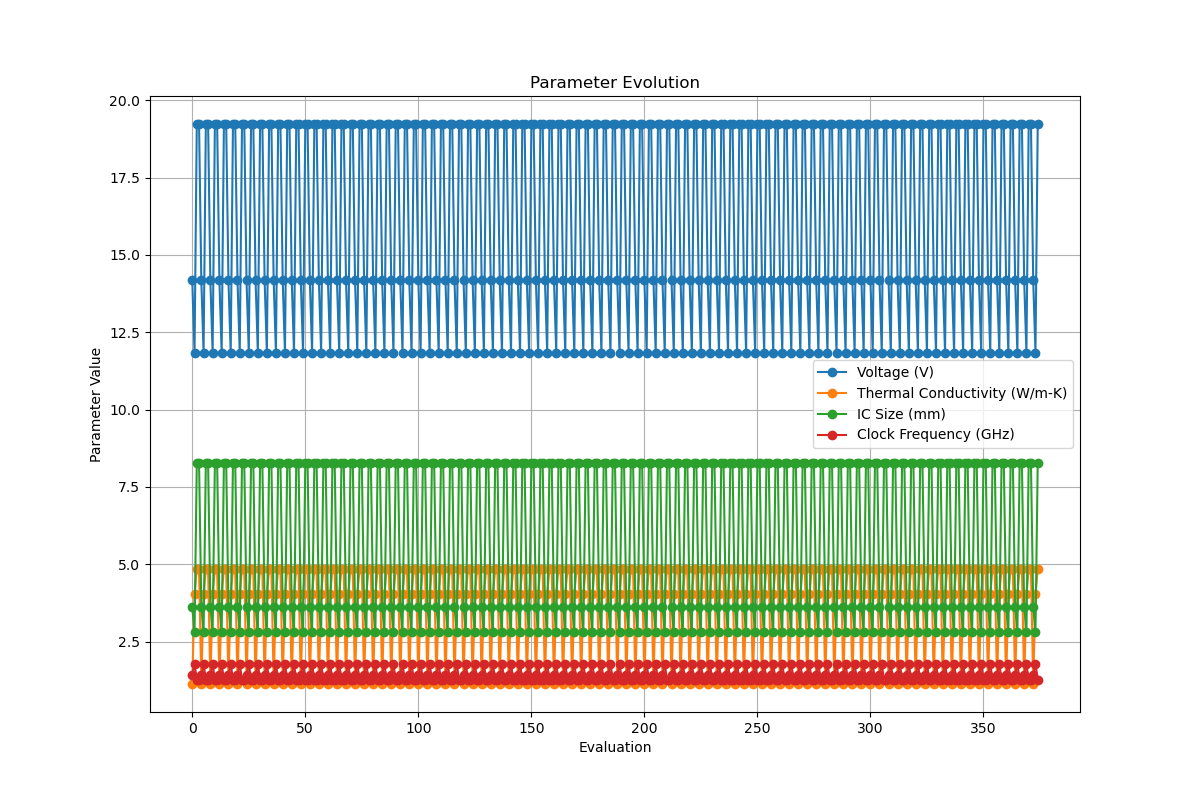 Parameter Evolution
20.0
17.5
15.0
12.5
10.0
7.5
5.0
2.5
Parameter Value
Voltage (V)
Thermal Conductivity (W/m-K)
IC Size (mm)
Clock Frequency (GHz)
0 50 100 150 200 250 300 350
Evaluation